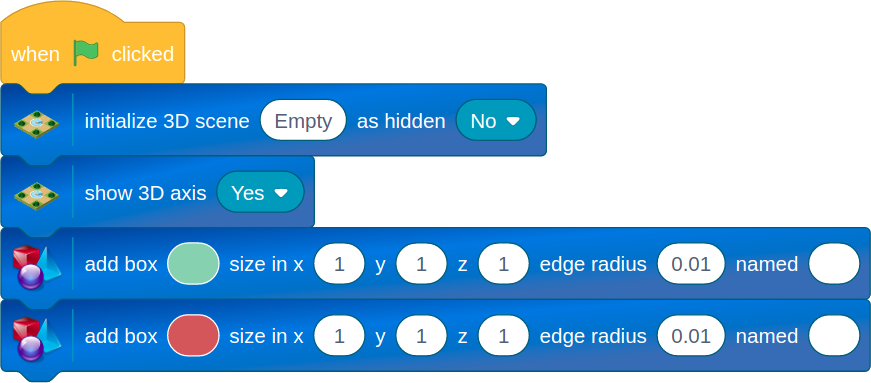 when clicked
initialize 3D scene Empty as hidden No
show 3D axis Yes
add box size in x 1 y 1 z 1 edge radius 0.01 named
add box size in x 1 y 1 z 1 edge radius 0.01 named